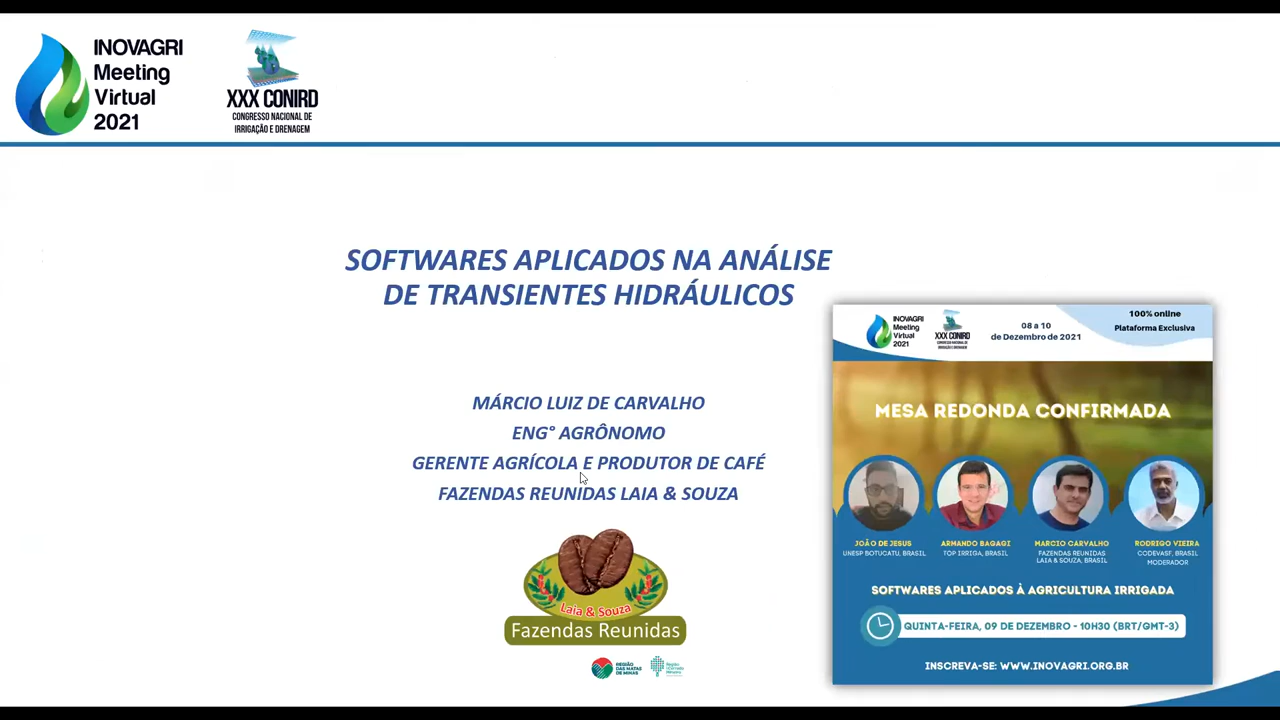 INOVAGRI
Meeting
Virtual
2021
XXX CONIRD
CONGRESSO NACIONAL DE
IRRIGAÇÃO E DRENAGEM
SOFTWARES APLICADOS NA ANÁLISE
DE TRANSIENTES HIDRÁULICOS
MÁRCIO LUIZ DE CARVALHO
ENG° AGRÔNOMO
GERENTE AGRÍCOLA E PRODUTOR DE CAFÉ
FAZENDAS REUNIDAS LAIA & SOUZA
Laia & Souza
Fazendas Reunidas
REGIÃO
DAS MATAS
DE MINAS
INOVAGRI
Meeting
Virtual
2021
XXX CONIRD
08 a 10
de Dezembro de 2021
100% online
Plataforma Exclusiva
MESA REDONDA CONFIRMADA
JOÃO DE JESUS
UNESP BOTUCATU, BRASIL
ARMANDO BAGAGI
TOP IRRIGA, BRASIL
MARCIO CARVALHO
FAZENDAS REUNIDAS
LAIA & SOUZA, BRASIL
RODRIGO VIEIRA
CODEVASF, BRASIL
MODERADOR
SOFTWARES APLICADOS À AGRICULTURA IRRIGADA
QUINTA-FEIRA, 09 DE DEZEMBRO - 10H30 (BRT/GMT-3)
INSCREVA-SE: WWW.INOVAGRI.ORG.BR